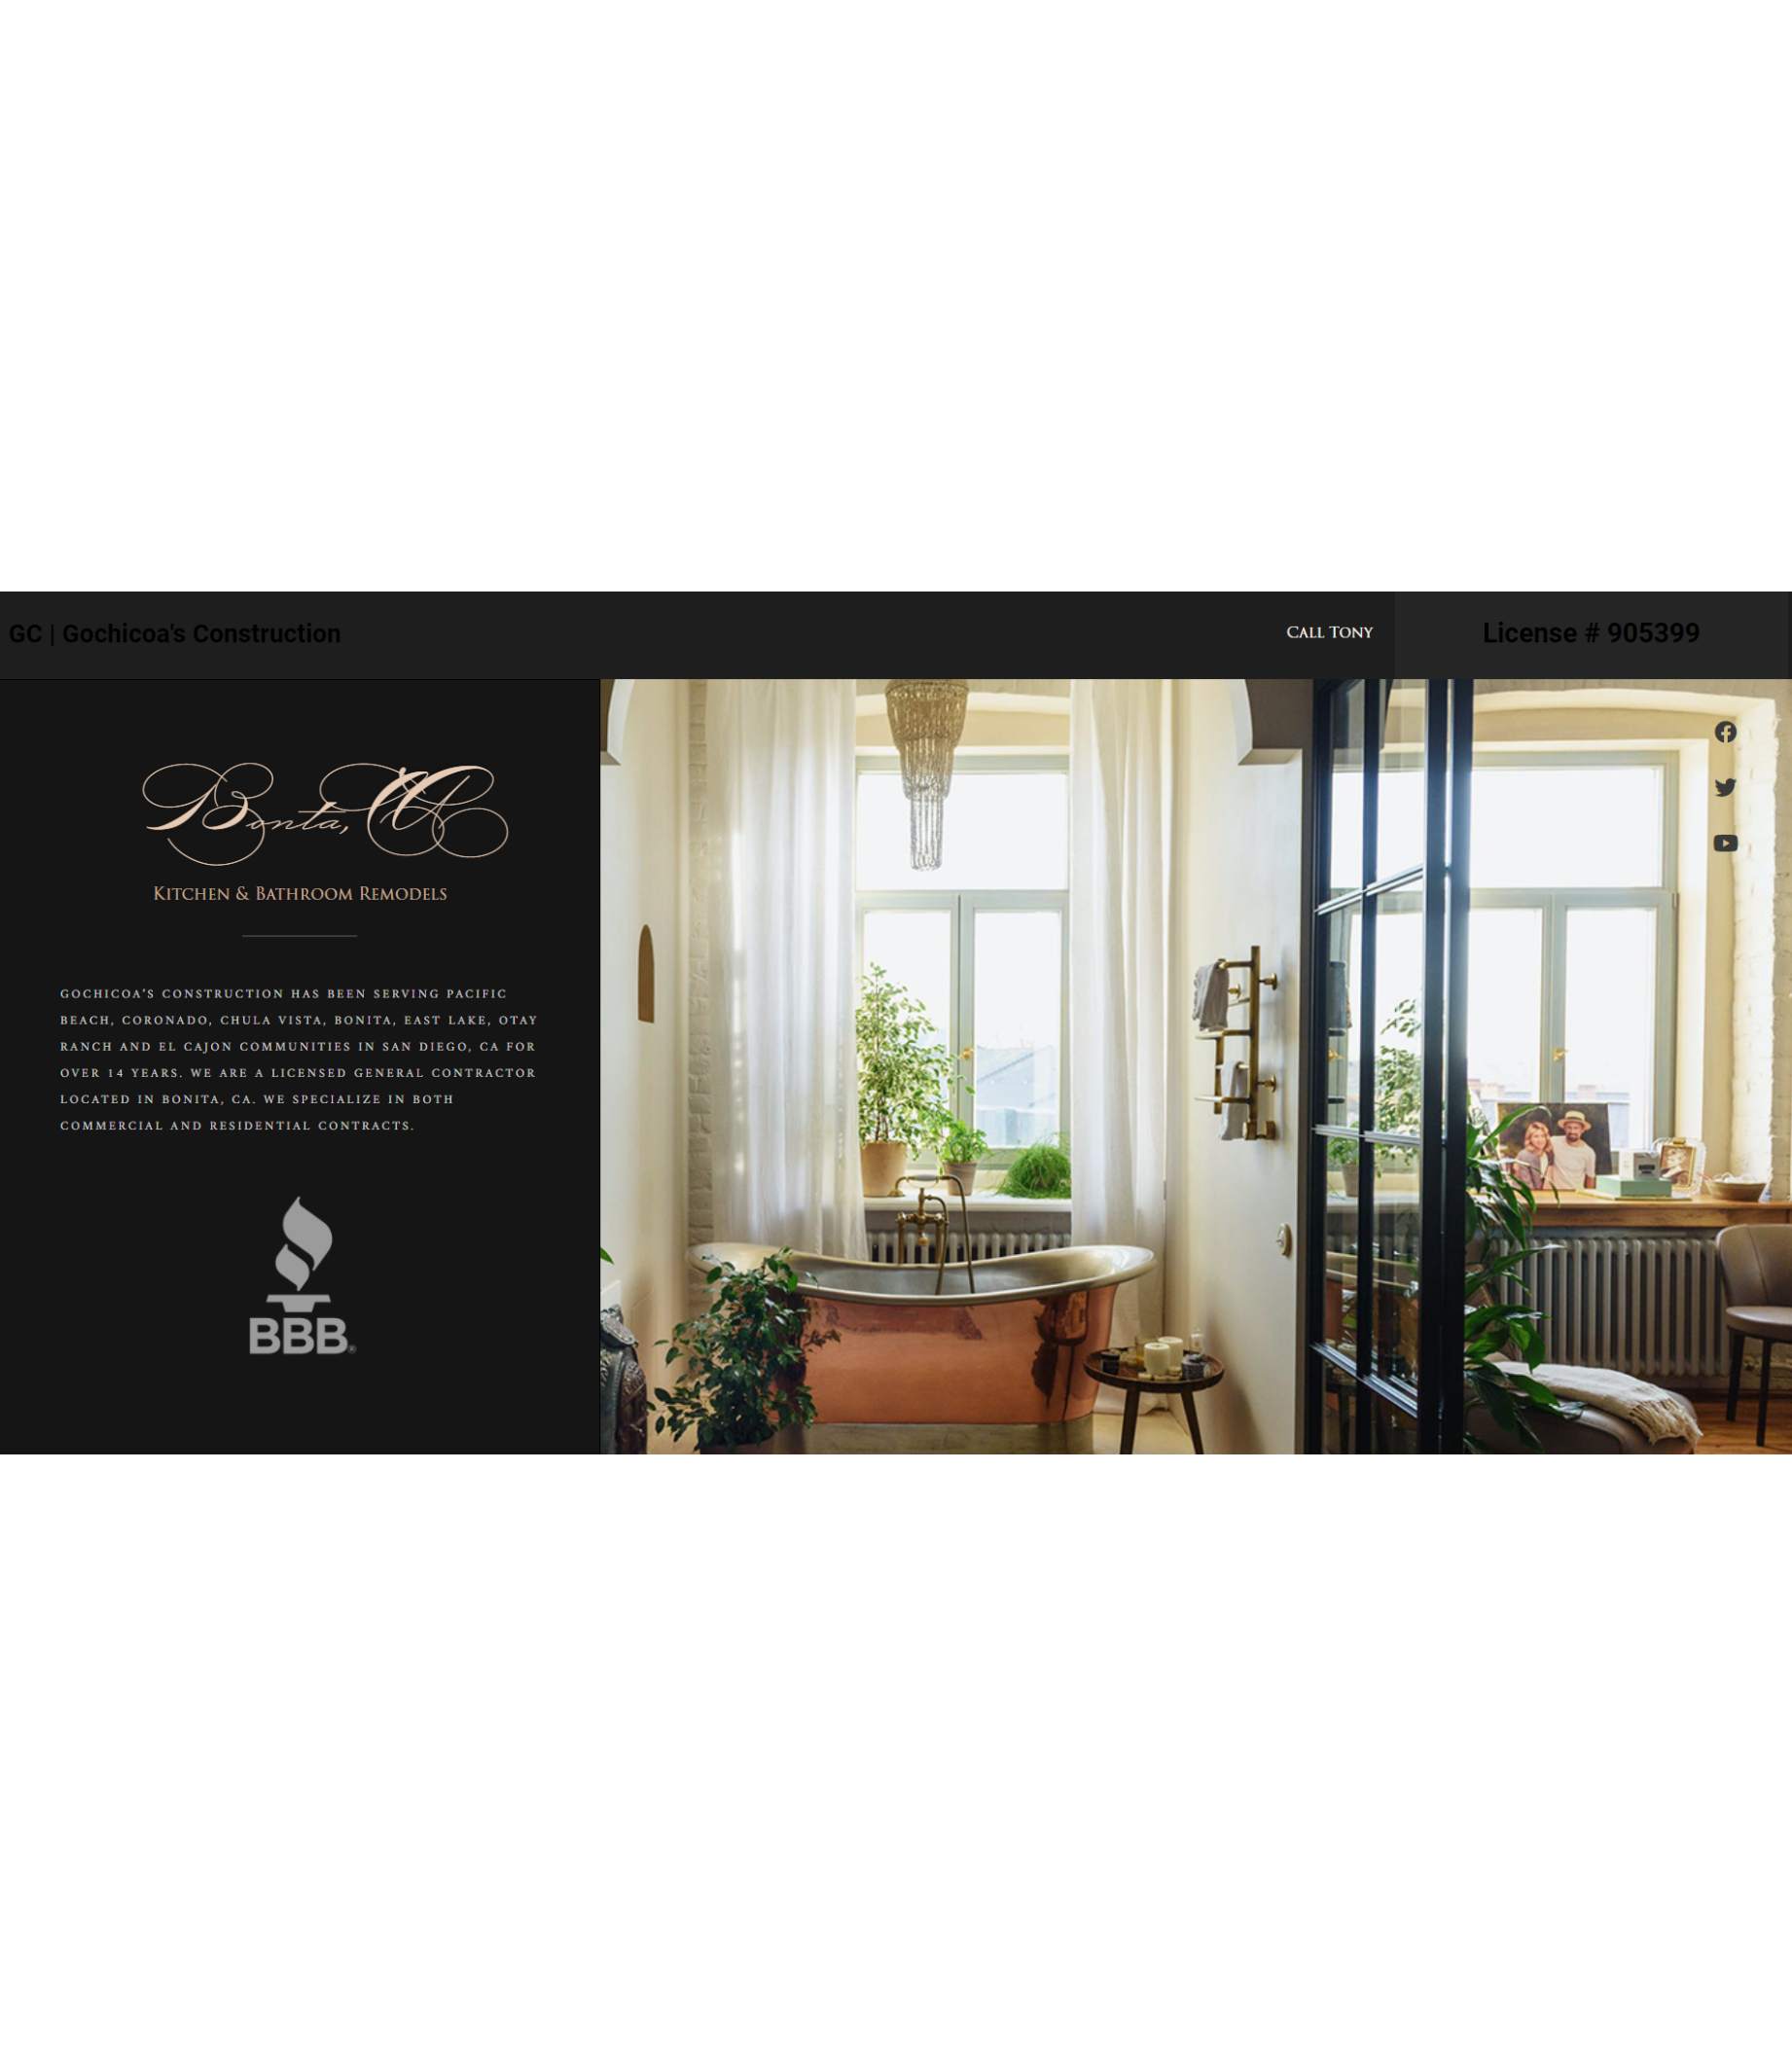 GC | Gochicoa's Construction
CALL TONY
License # 905399
Bonta, CA
KITCHEN & BATHROOM REMODELS
GOCHICOA'S CONSTRUCTION HAS BEEN SERVING PACIFIC
BEACH, CORONADO, CHULA VISTA, BONITA, EAST LAKE, OTAY
RANCH AND EL CAJON COMMUNITIES IN SAN DIEGO, CA FOR
OVER 14 YEARS. WE ARE A LICENSED GENERAL CONTRACTOR
LOCATED IN BONITA, CA. WE SPECIALIZE IN BOTH
COMMERCIAL AND RESIDENTIAL CONTRACTS.
BBB®